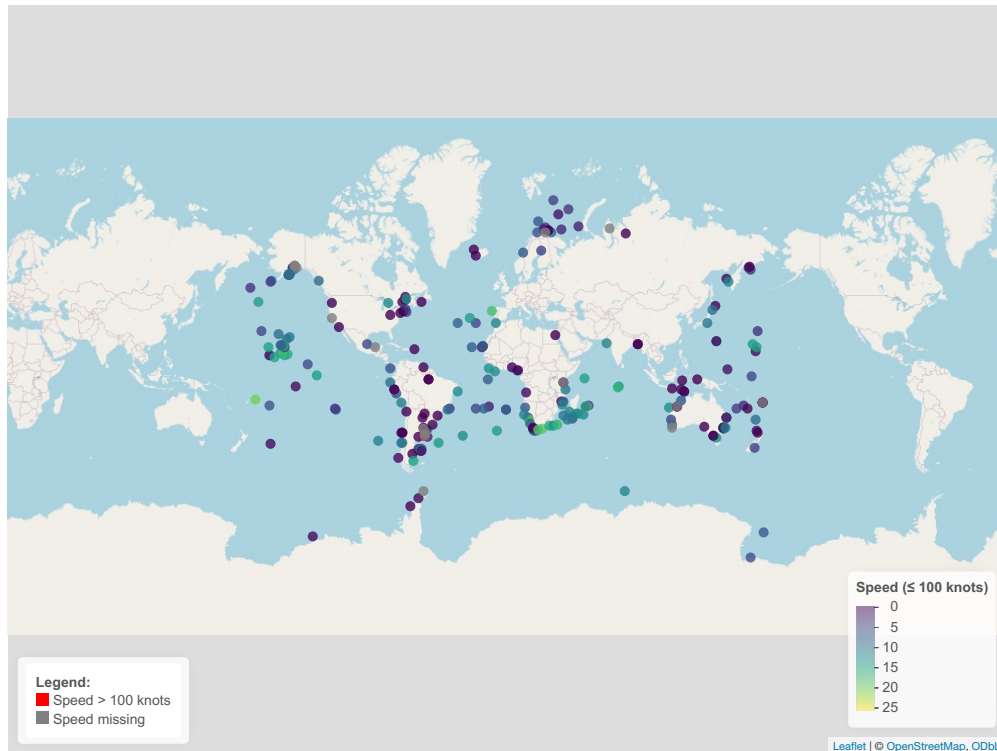 Speed (≤ 100 knots)
0
5
10
15
20
25
Legend:
Speed > 100 knots
Speed missing
Leaflet | © OpenStreetMap, ODbL